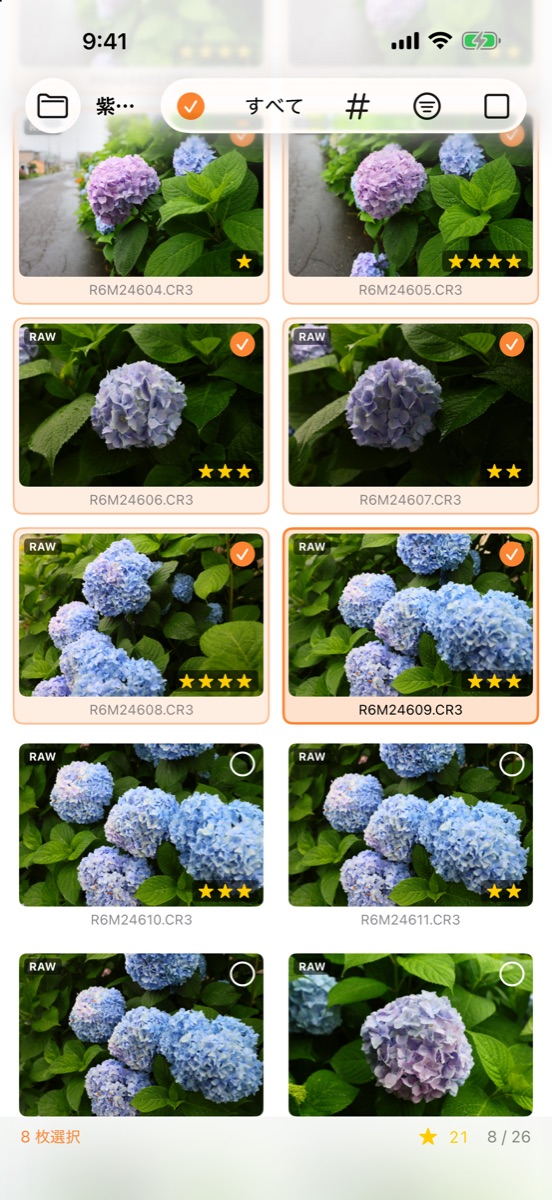 9:41
紫…
すべて
#
R6M24604.CR3
R6M24605.CR3
RAW
RAW
R6M24606.CR3
R6M24607.CR3
RAW
RAW
R6M24608.CR3
R6M24609.CR3
RAW
RAW
R6M24610.CR3
R6M24611.CR3
RAW
RAW
8 枚選択
21
8 / 26